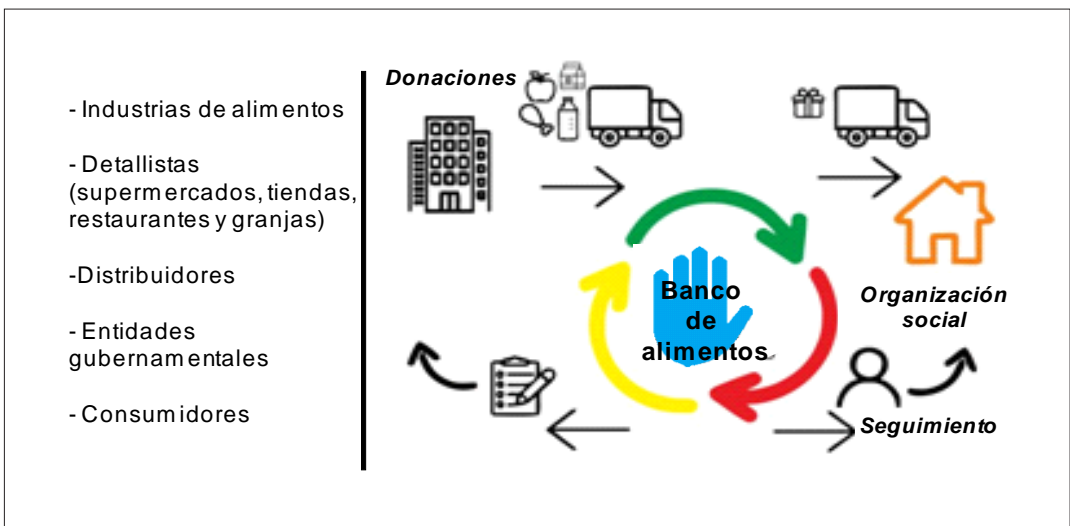 - Industrias de alimentos
- Detallistas
(supermercados, tiendas,
restaurantes y granjas)
-Distribuidores
- Entidades
gubernamentales
- Consumidores
Donaciones
Banco
de
alimentos
Organización
social
Seguimiento